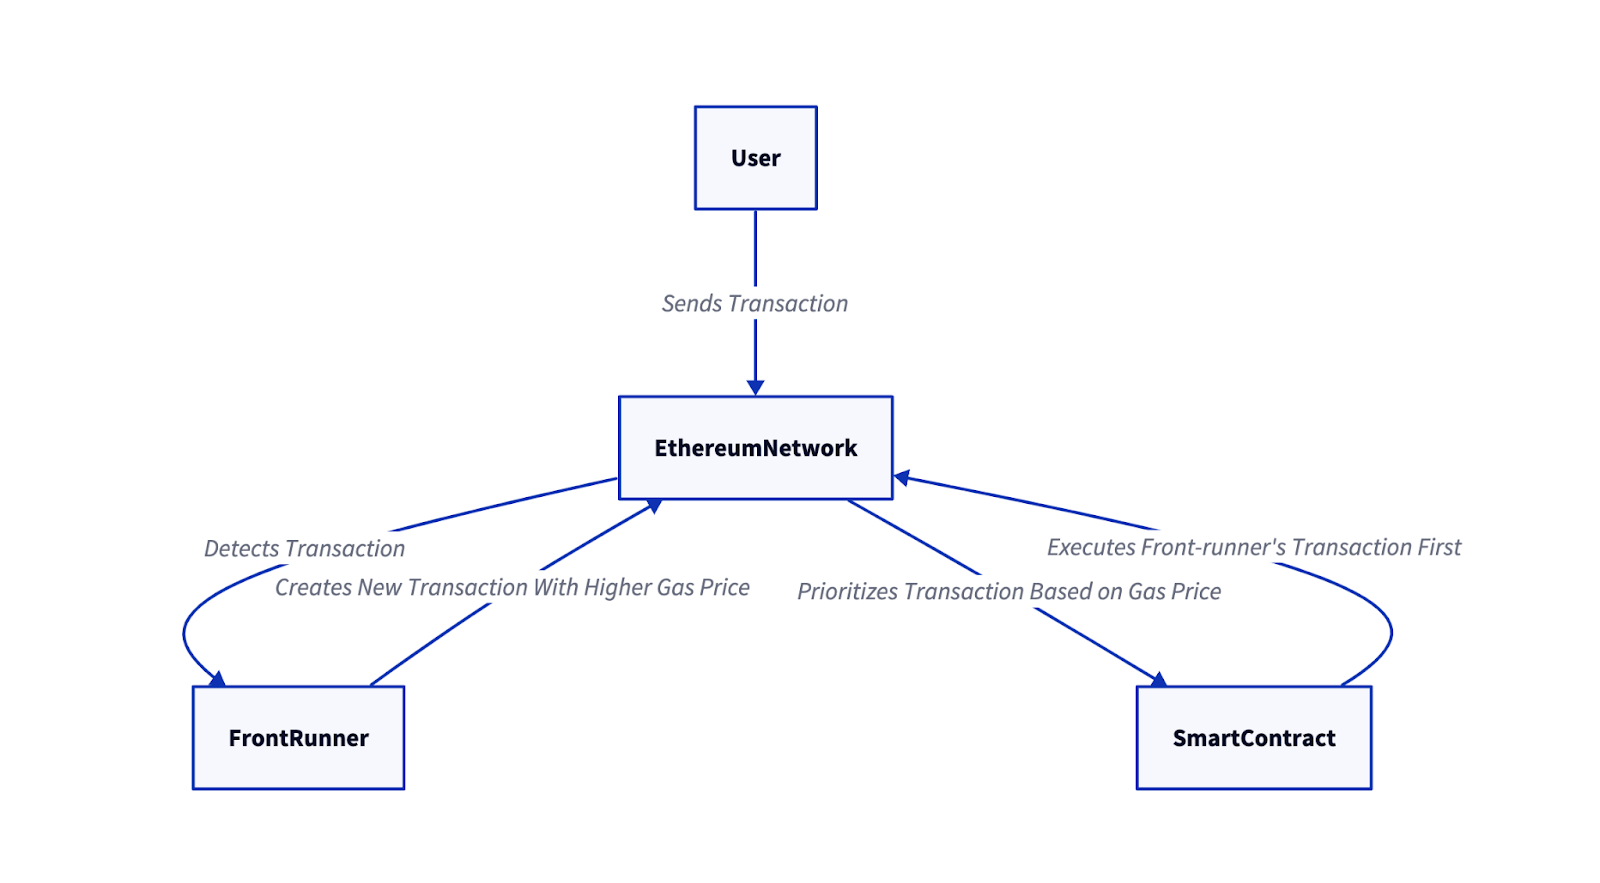 User
Sends Transaction
EthereumNetwork
Detects Transaction
Executes Front-runner's Transaction First
Creates New Transaction With Higher Gas Price
Prioritizes Transaction Based on Gas Price
FrontRunner
SmartContract